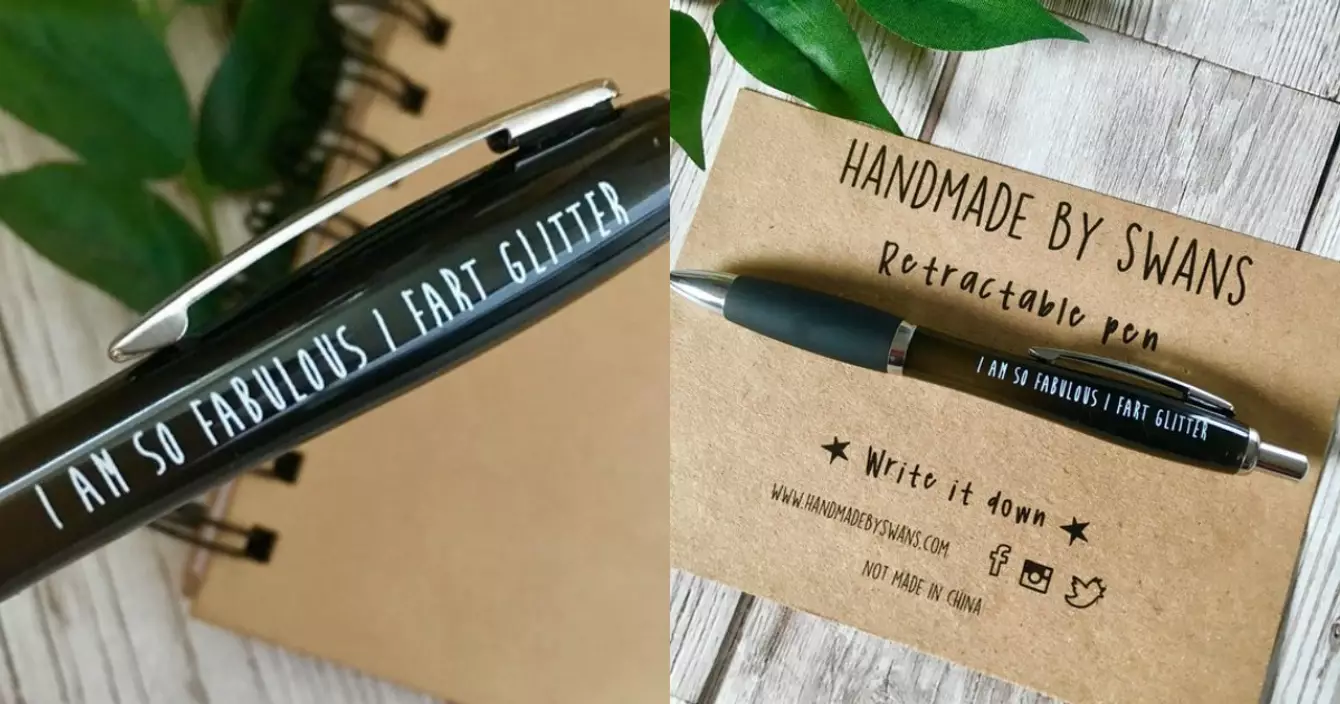 I AM SO FABULOUS I FART GLITTER
HANDMADE BY SWANS
Retractable pen
I AM SO FABULOUS I FART GLITTER
Write it down
WWW.HANDMADEBYSWANS.COM
NOT MADE IN CHINA